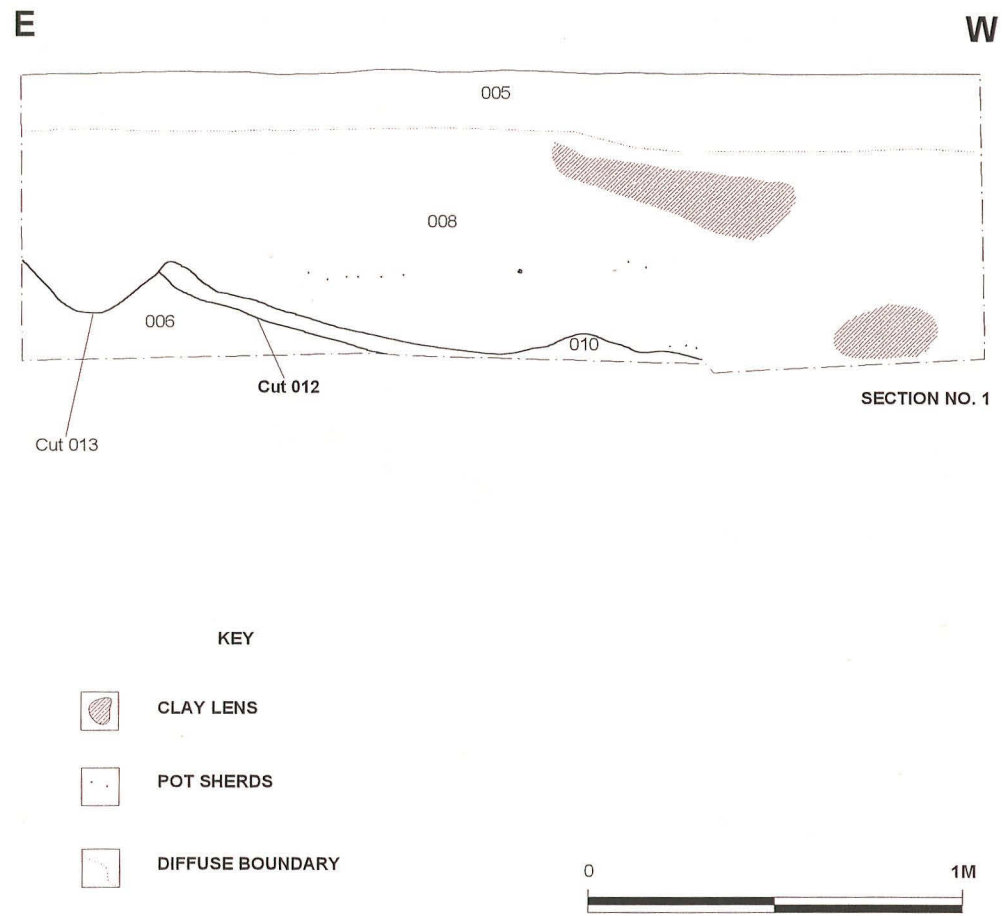 E
W
005
008
006
010
Cut 012
SECTION NO. 1
Cut 013
KEY
CLAY LENS
POT SHERDS
DIFFUSE BOUNDARY
0
1M